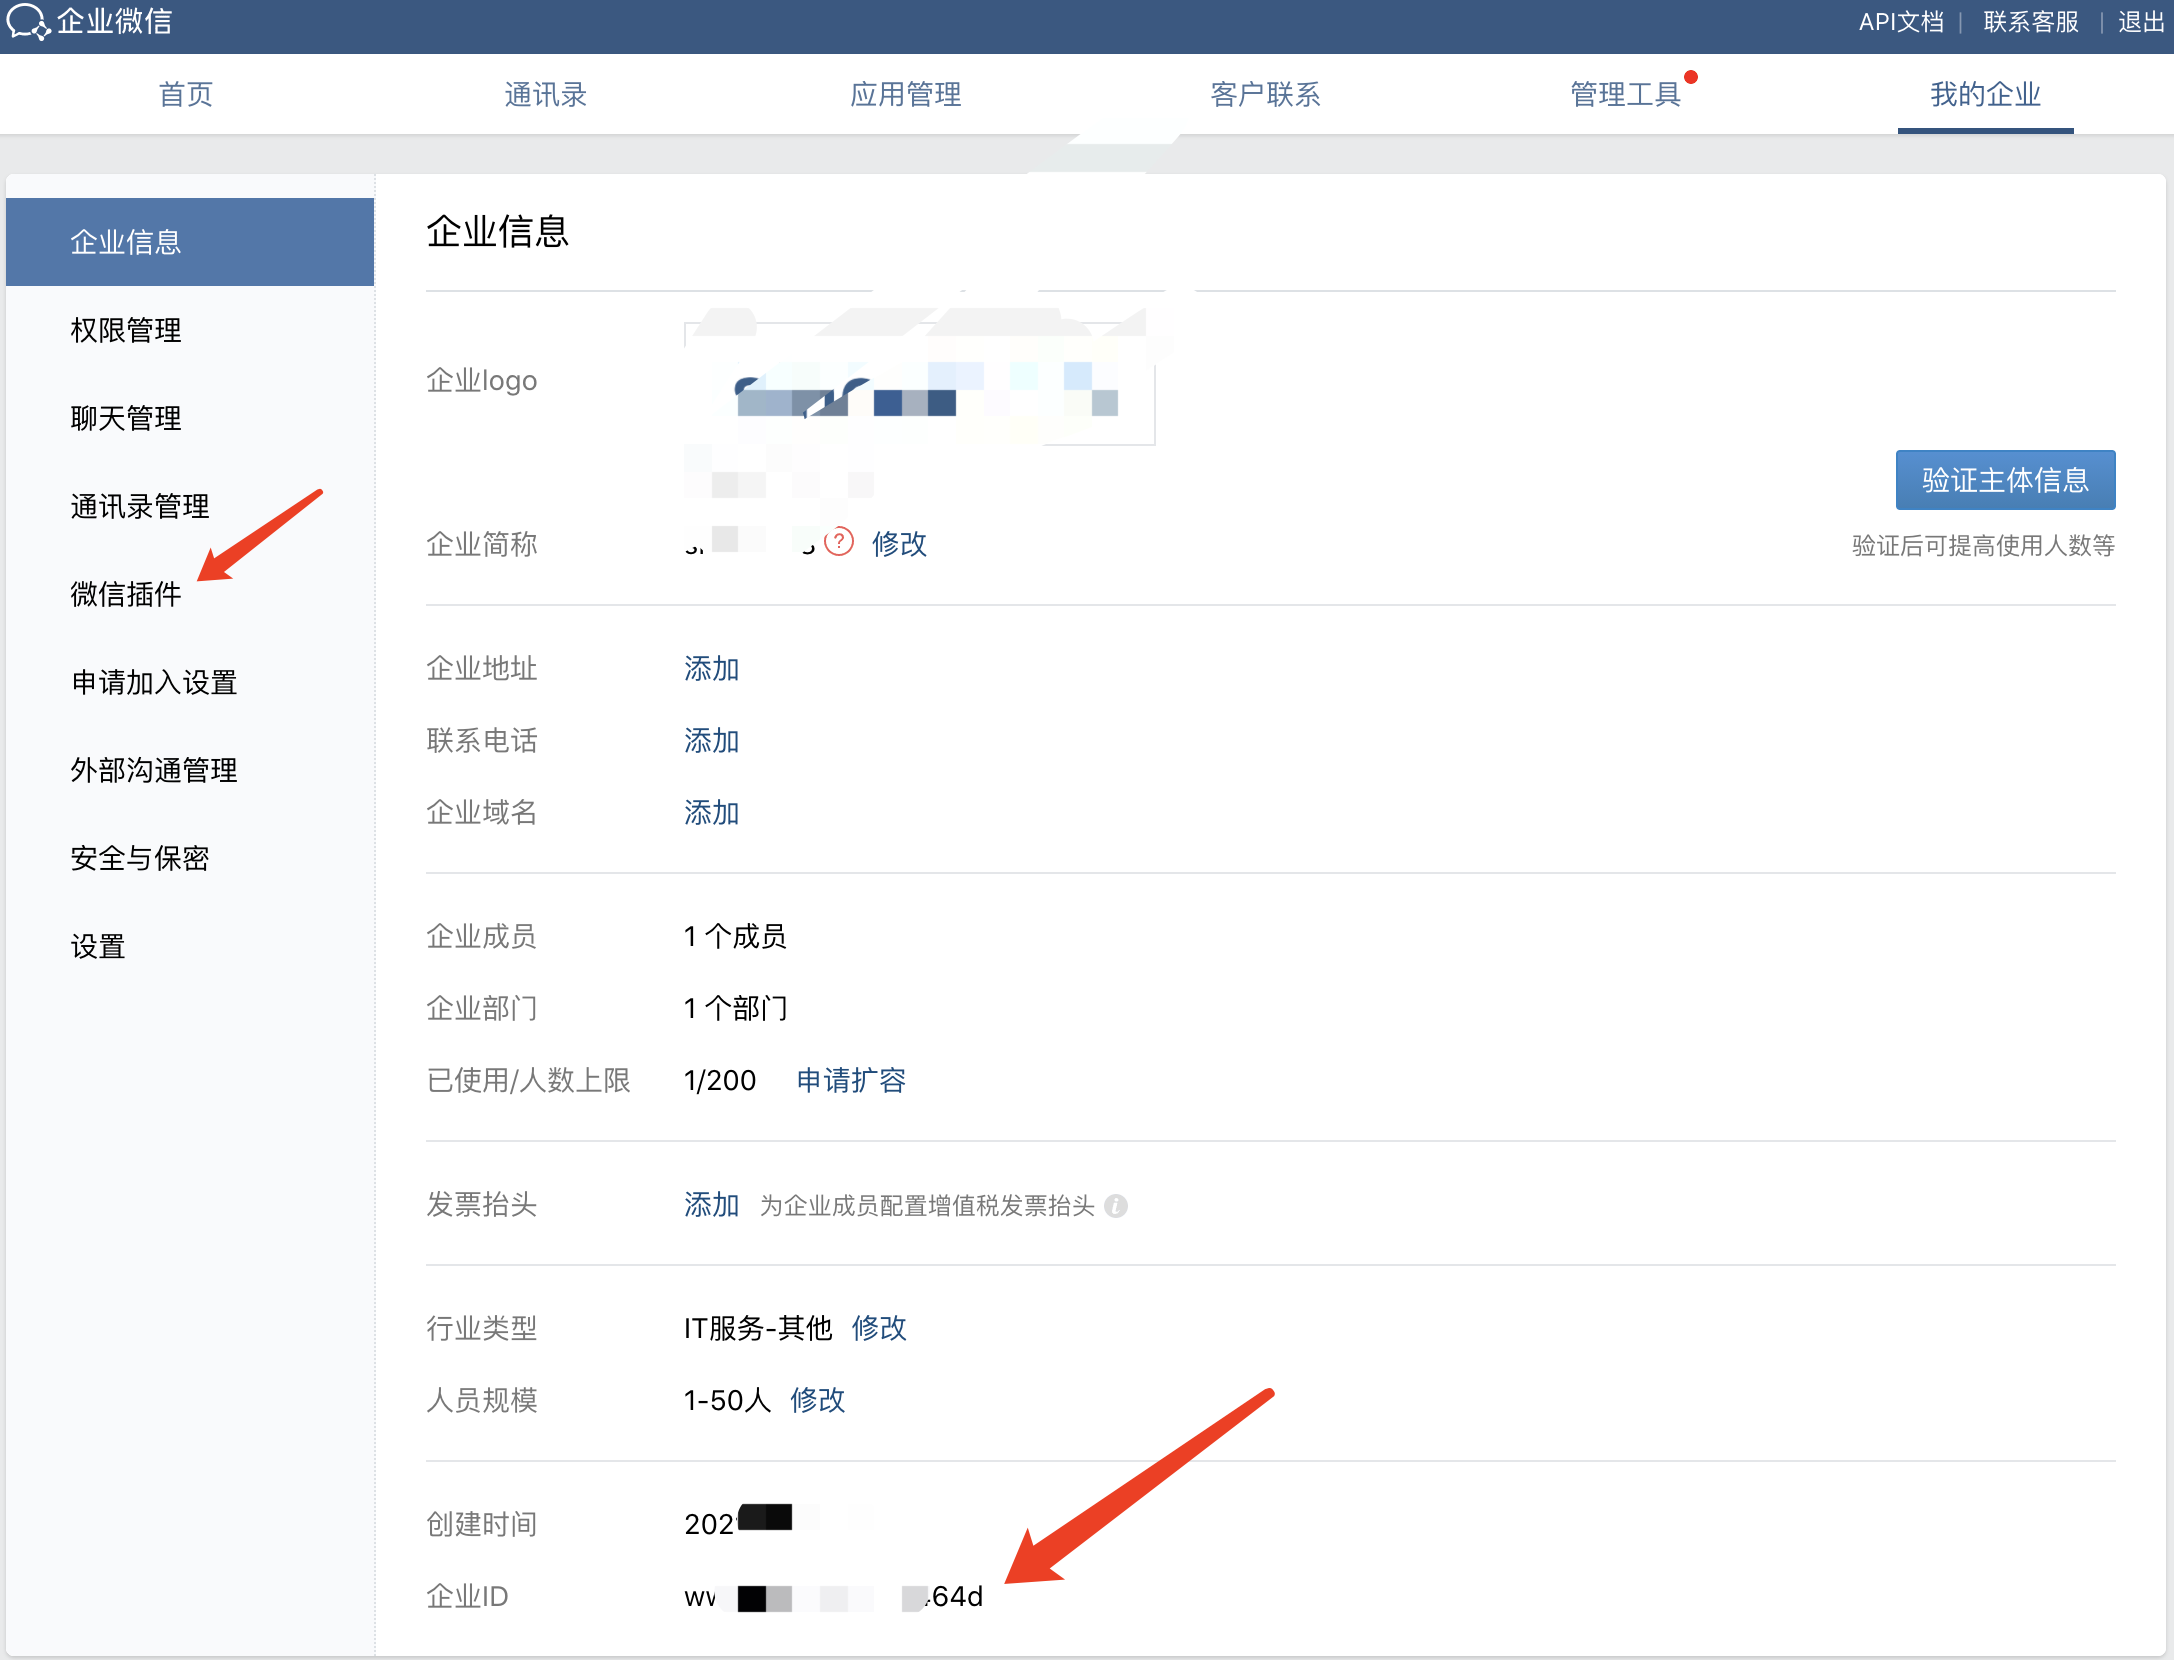 企业微信
API文档 | 联系客服 | 退出
首页 通讯录 应用管理 客户联系 管理工具 我的企业
企业信息
权限管理
聊天管理
通讯录管理
微信插件
申请加入设置
外部沟通管理
安全与保密
设置
企业信息
企业logo
验证主体信息
企业简称 修改
验证后可提高使用人数等
企业地址 添加
联系电话 添加
企业域名 添加
企业成员 1 个成员
企业部门 1 个部门
已使用/人数上限 1/200 申请扩容
发票抬头 添加 为企业成员配置增值税发票抬头
行业类型 IT服务-其他 修改
人员规模 1-50人 修改
创建时间 202
企业ID 64d